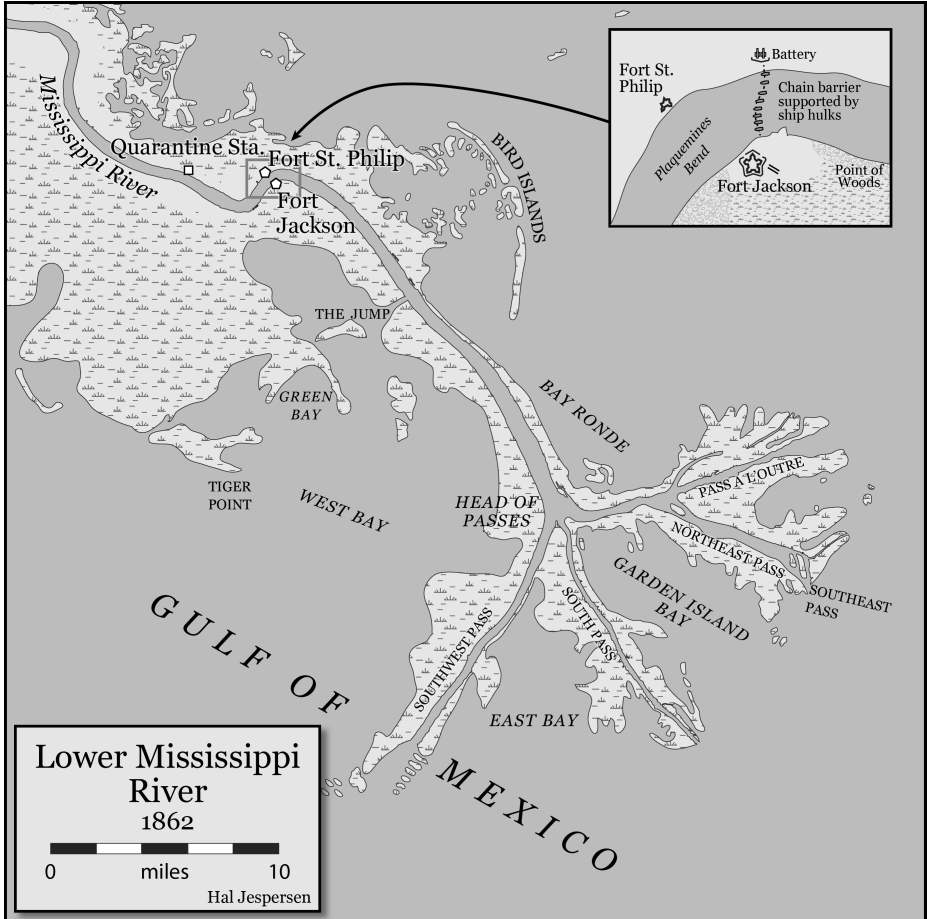 Mississippi River
Quarantine Sta.
Fort St. Philip
Fort
Jackson
BIRD ISLANDS
Fort St.
Philip
Battery
Chain barrier
supported by
ship hulks
Plaquemines
Bend
Fort Jackson
Point of
Woods
THE JUMP
GREEN
BAY
BAY RONDE
TIGER
POINT
WEST BAY
HEAD OF
PASSES
PASS A L'OUTRE
NORTHEAST PASS
SOUTHEAST
PASS
GARDEN ISLAND
BAY
SOUTH PASS
SOUTHWEST PASS
EAST BAY
GULF OF
MEXICO
Lower Mississippi
River
1862
0 miles 10
Hal Jespersen